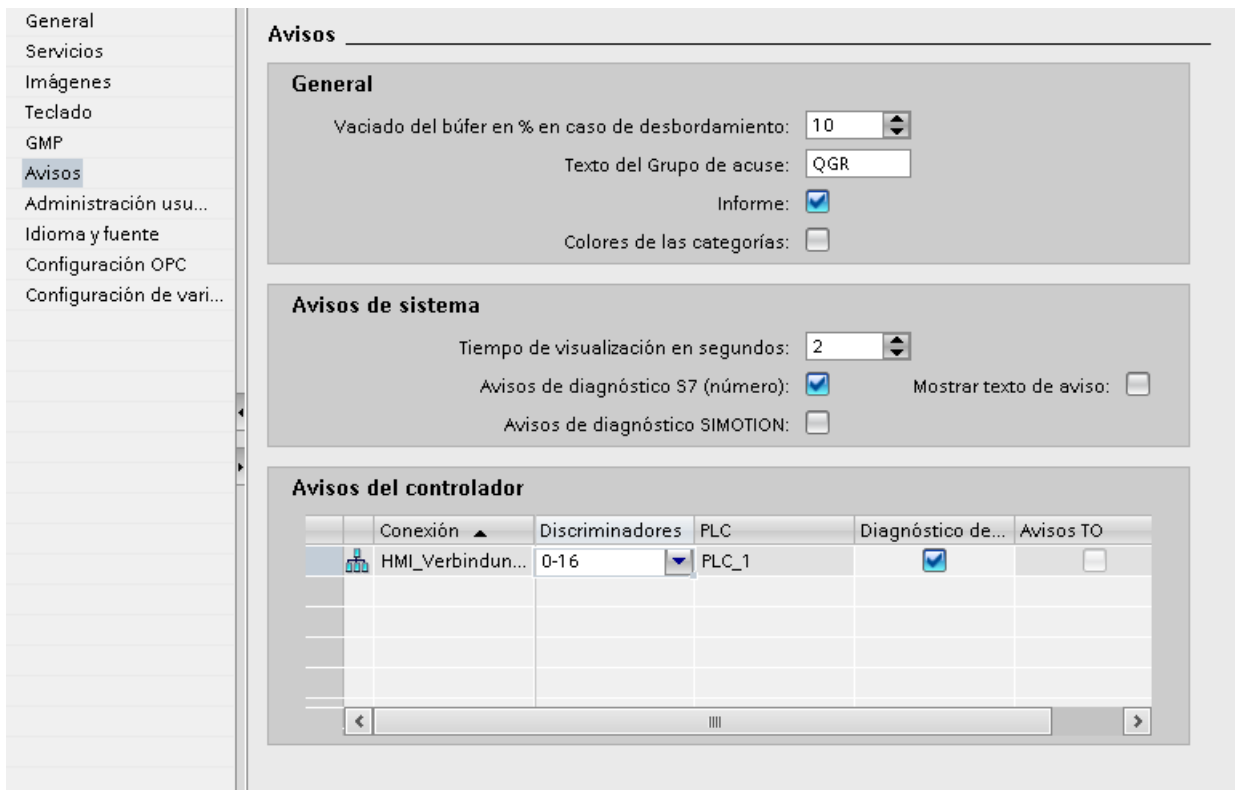 General
Servicios
Imágenes
Teclado
GMP
Avisos
Administración usu...
Idioma y fuente
Configuración OPC
Configuración de vari...
Avisos
General
Vaciado del búfer en % en caso de desbordamiento: 10
Texto del Grupo de acuse: QGR
Informe:
Colores de las categorías:
Avisos de sistema
Tiempo de visualización en segundos: 2
Avisos de diagnóstico S7 (número): Mostrar texto de aviso:
Avisos de diagnóstico SIMOTION:
Avisos del controlador
Conexión Discriminadores PLC Diagnóstico de... Avisos TO
HMI_Verbindun... 0-16 PLC_1